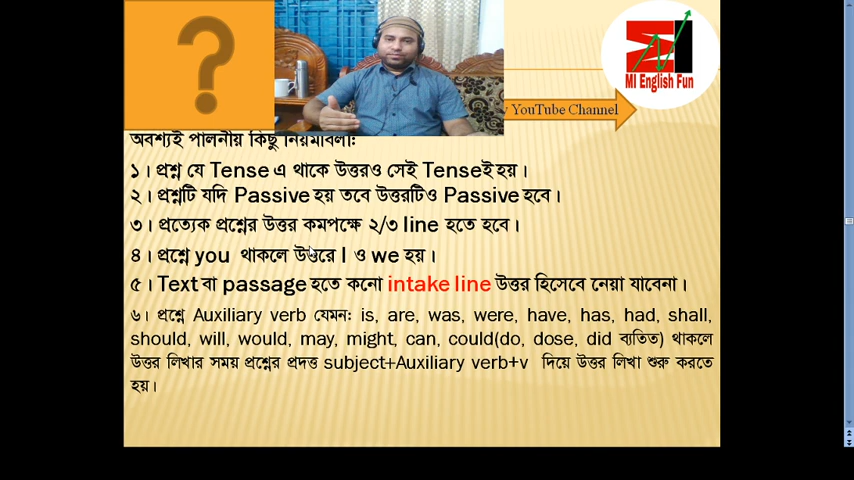 ?
MI English Fun
YouTube Channel
অবশ্যই পালনীয় কিছু নিয়মাবলী:
১। প্রশ্ন যে Tense এ থাকে উত্তরও সেই Tenseই হয়।
২। প্রশ্নটি যদি Passive হয় তবে উত্তরটিও Passive হবে।
৩। প্রত্যেক প্রশ্নের উত্তর কমপক্ষে ২/৩ line হতে হবে।
৪। প্রশ্নে you থাকলে উত্তরে I ও we হয়।
৫। Text বা passage হতে কনো intake line উত্তর হিসেবে নেয়া যাবেনা।
৬। প্রশ্নে Auxiliary verb যেমন: is, are, was, were, have, has, had, shall,
should, will, would, may, might, can, could(do, dose, did ব্যতিত) থাকলে
উত্তর লিখার সময় প্রশ্নের প্রদত্ত subject+Auxiliary verb+v দিয়ে উত্তর লিখা শুরু করতে
হয়।